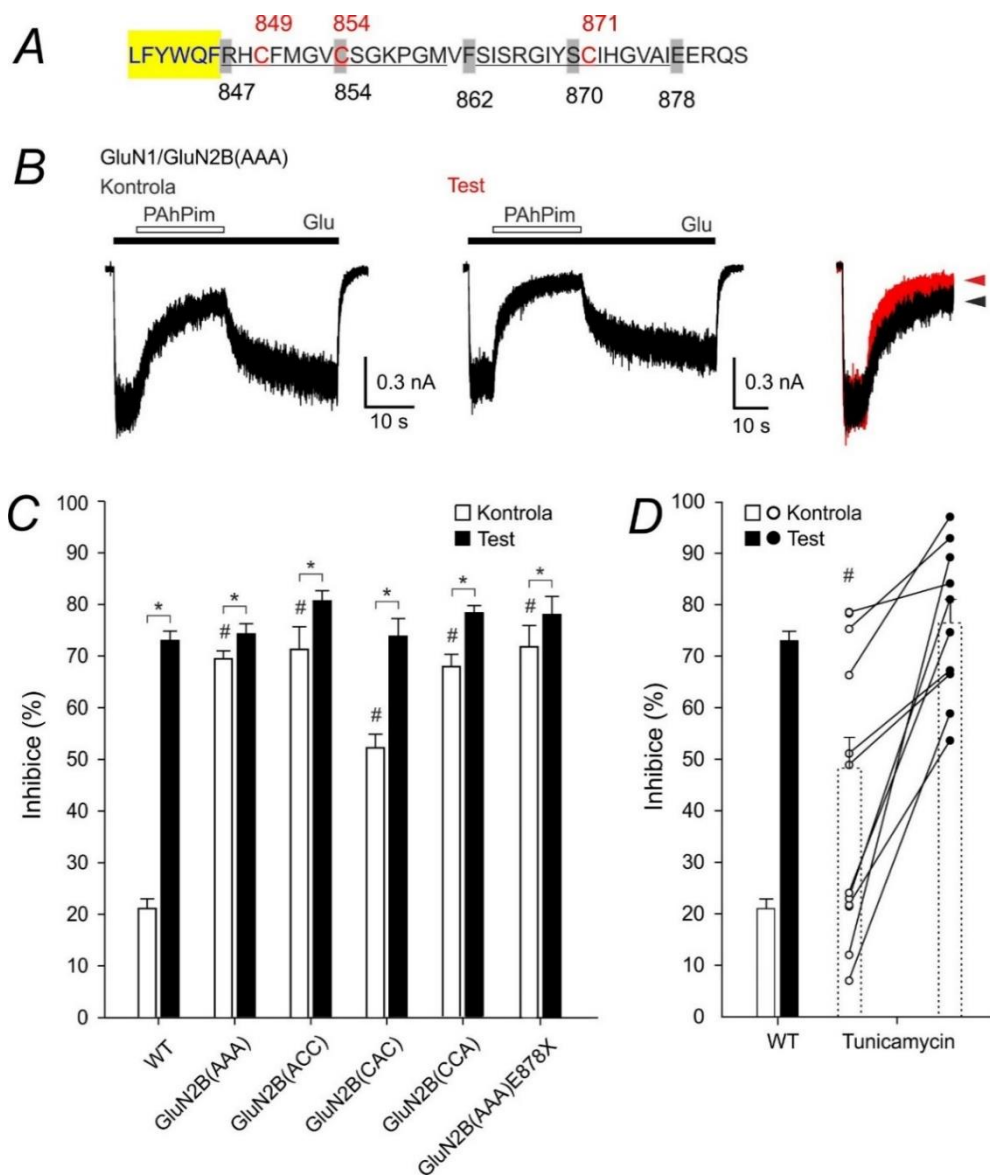 A
849 854 871
LFYWQFRHCFMGVCSGKPGMVFSISRGIYSCIHGVAIEERQS
847 854 862 870 878
B
GluN1/GluN2B(AAA)
Kontrola Test
PAhPim PAhPim
Glu Glu
0.3 nA 0.3 nA
10 s 10 s
C D
100 100
Kontrola Kontrola
Test Test
90 90
80 80
70 70
60 60
50 50
40 40
30 30
20 20
10 10
0 0
Inhibice (%) Inhibice (%)
* * * * * *
# # # # # #
WT GluN2B(AAA) GluN2B(ACC) GluN2B(CAC) GluN2B(CCA) GluN2B(AAA)E878X
WT Tunicamycin